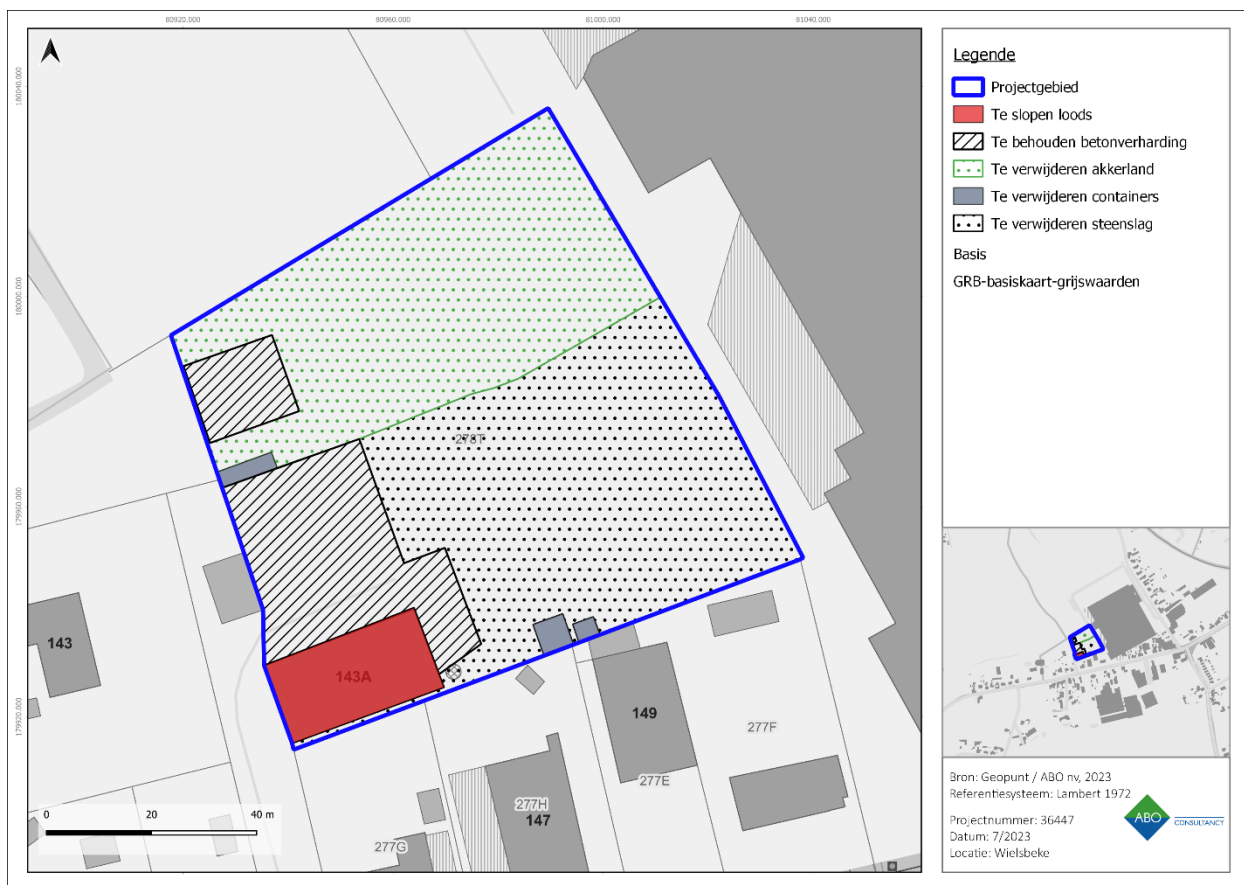 80920.000
80960.000
81000.000
81040.000
180040.000
180000.000
179960.000
179920.000
278T
143
143A
149
277F
277E
277H
147
277G
0 20 40 m
Legende
Projectgebied
Te slopen loods
Te behouden betonverharding
Te verwijderen akkerland
Te verwijderen containers
Te verwijderen steenslag
Basis
GRB-basiskaart-grijswaarden
Bron: Geopunt / ABO nv, 2023
Referentiesysteem: Lambert 1972
Projectnummer: 36447
Datum: 7/2023
Locatie: Wielsbeke
ABO CONSULTANCY